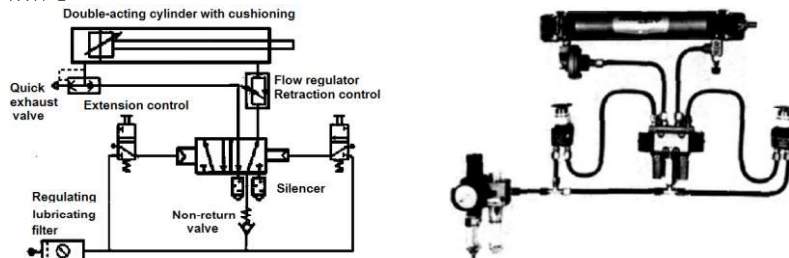 Double-acting cylinder with cushioning
Quick
exhaust
valve
Extension control
Flow regulator
Retraction control
Silencer
Regulating
lubricating
filter
Non-return
valve